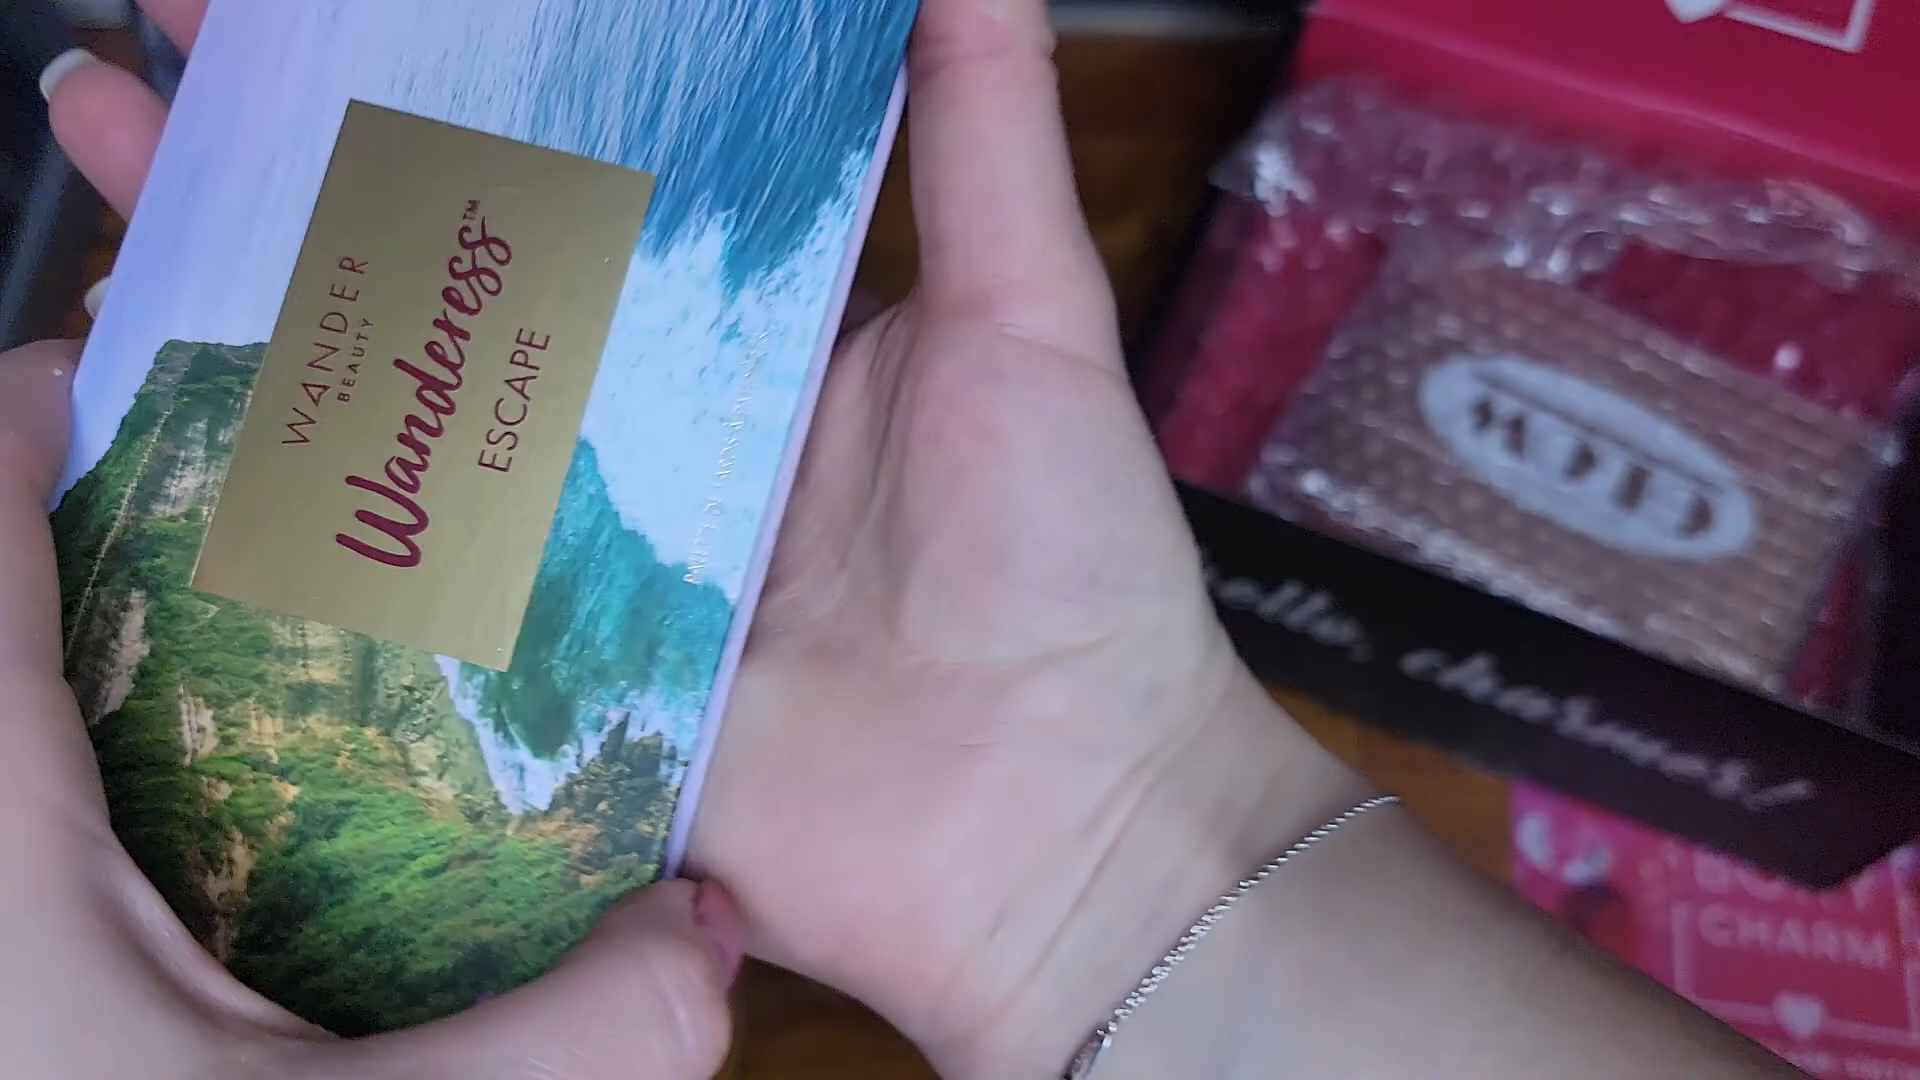 WANDER
BEAUTY
Wanderess™
ESCAPE
hello, charmer!
BOXY
CHARM